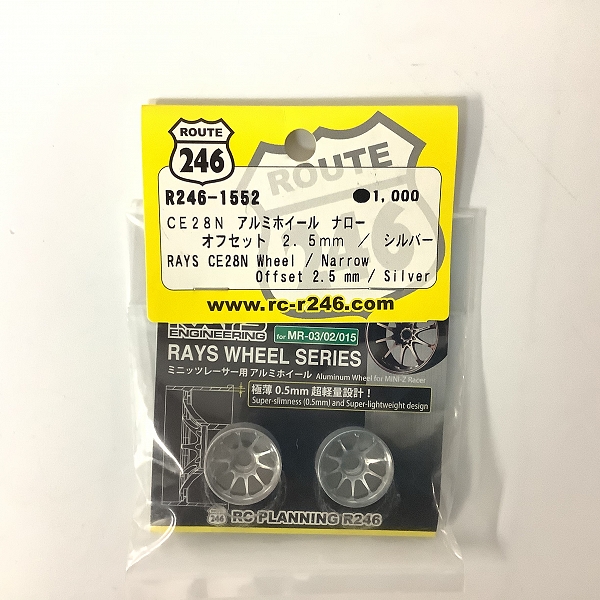 ROUTE
246
ROUTE
246
R246-1552 ●1,000
CE28N アルミホイール ナロー
オフセット 2.5mm / シルバー
RAYS CE28N Wheel / Narrow
Offset 2.5 mm / Silver
www.rc-r246.com
RAYS
ENGINEERING
for MR-03/02/015
RAYS WHEEL SERIES
ミニッツレーサー用 アルミホイール Aluminum Wheel for MINI-Z Racer
極薄0.5mm 超軽量設計!
Super-slimness (0.5mm) and Super-lightweight design
246 RC PLANNING R246